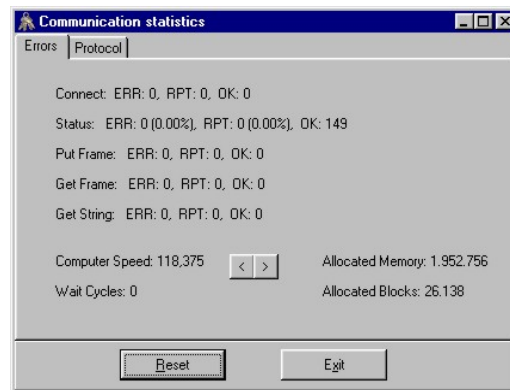 Communication statistics
Errors Protocol
Connect: ERR: 0, RPT: 0, OK: 0
Status: ERR: 0 (0.00%), RPT: 0 (0.00%), OK: 149
Put Frame: ERR: 0, RPT: 0, OK: 0
Get Frame: ERR: 0, RPT: 0, OK: 0
Get String: ERR: 0, RPT: 0, OK: 0
Computer Speed: 118,375 < > Allocated Memory: 1.952.756
Wait Cycles: 0 Allocated Blocks: 26.138
Reset Exit